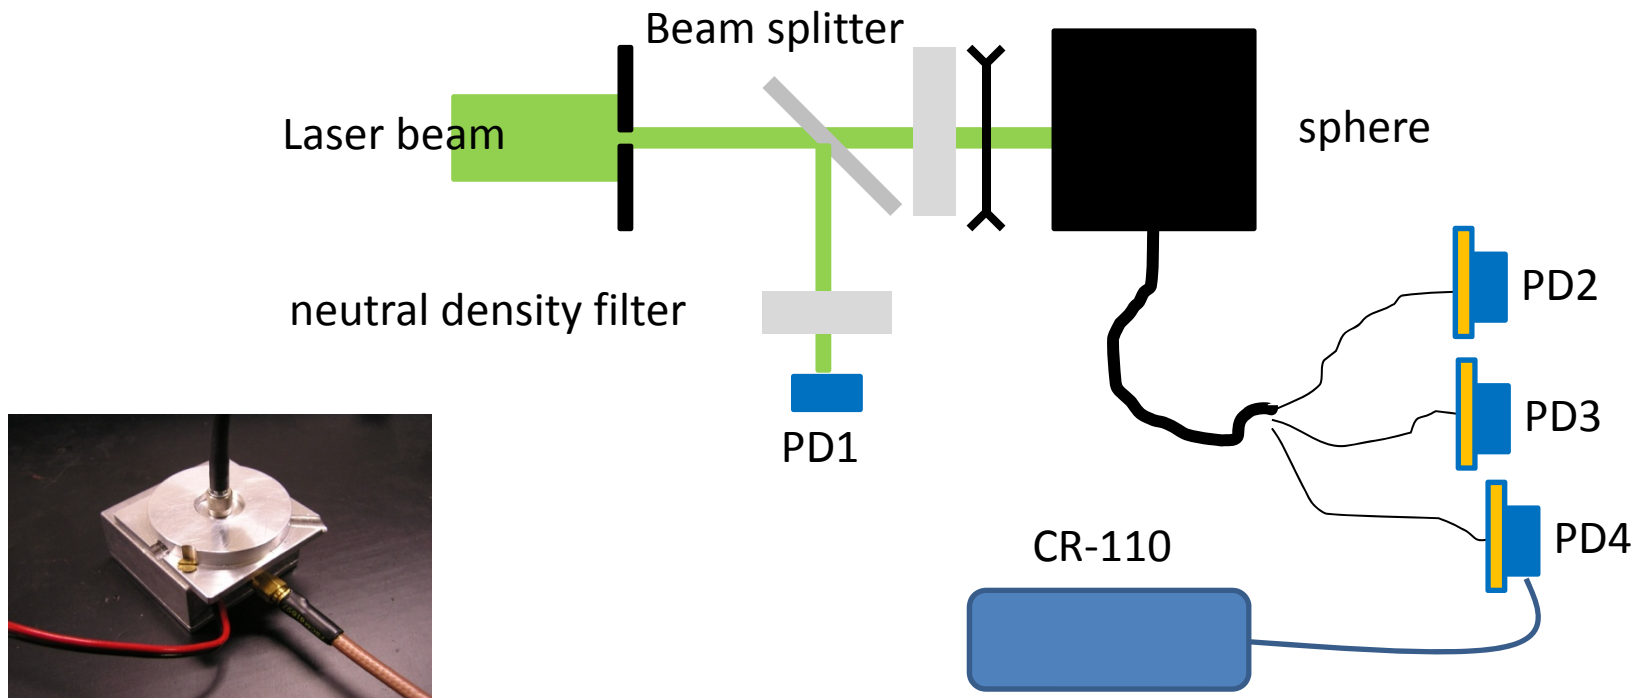 Beam splitter
Laser beam
sphere
neutral density filter
PD1
PD2
PD3
PD4
CR-110